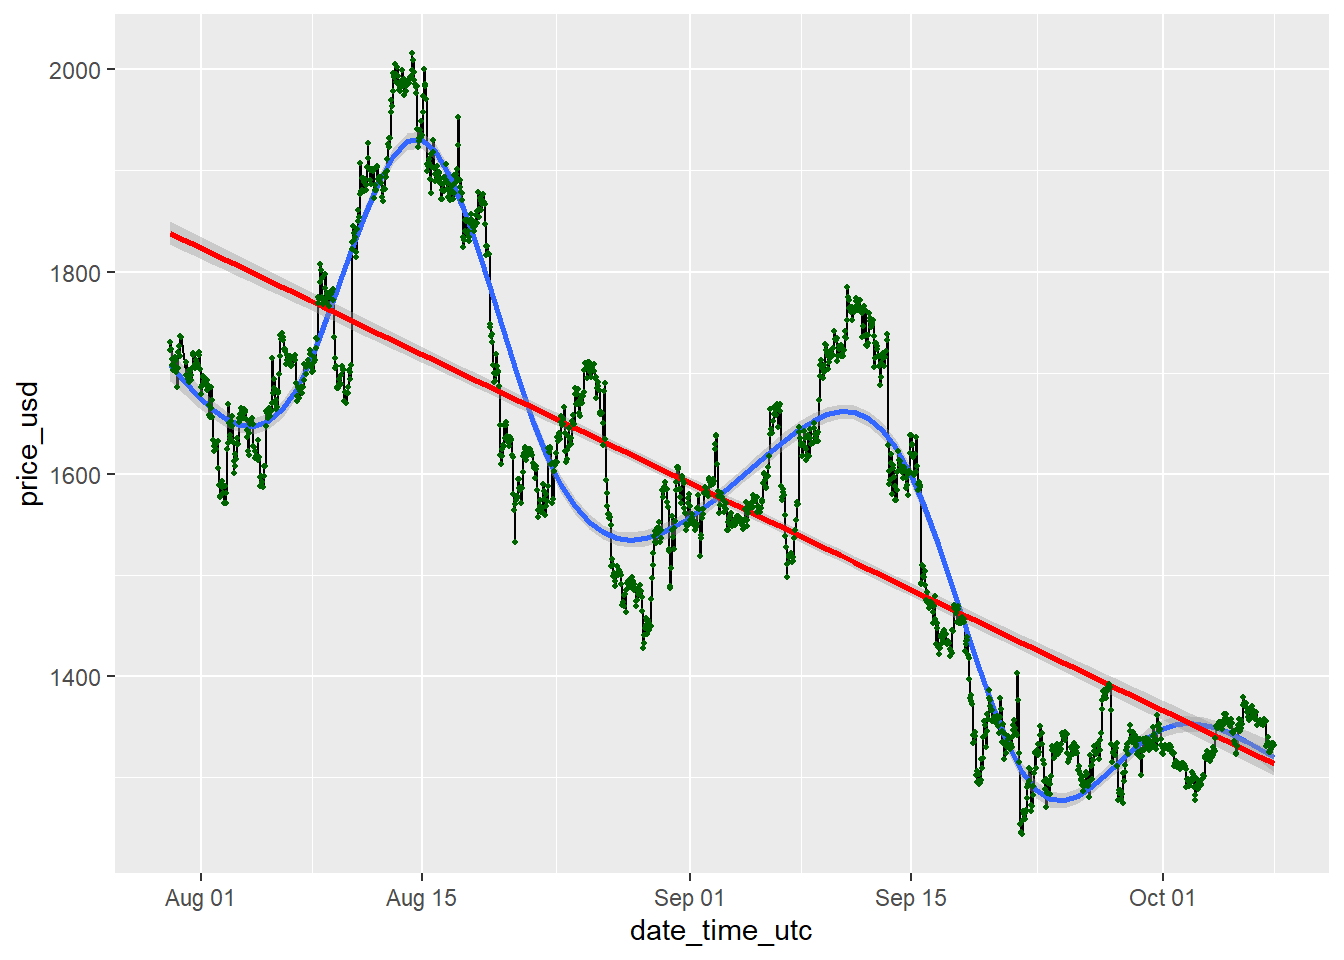 2000
1800
1600
1400
price_usd
Aug 01
Aug 15
Sep 01
Sep 15
Oct 01
date_time_utc